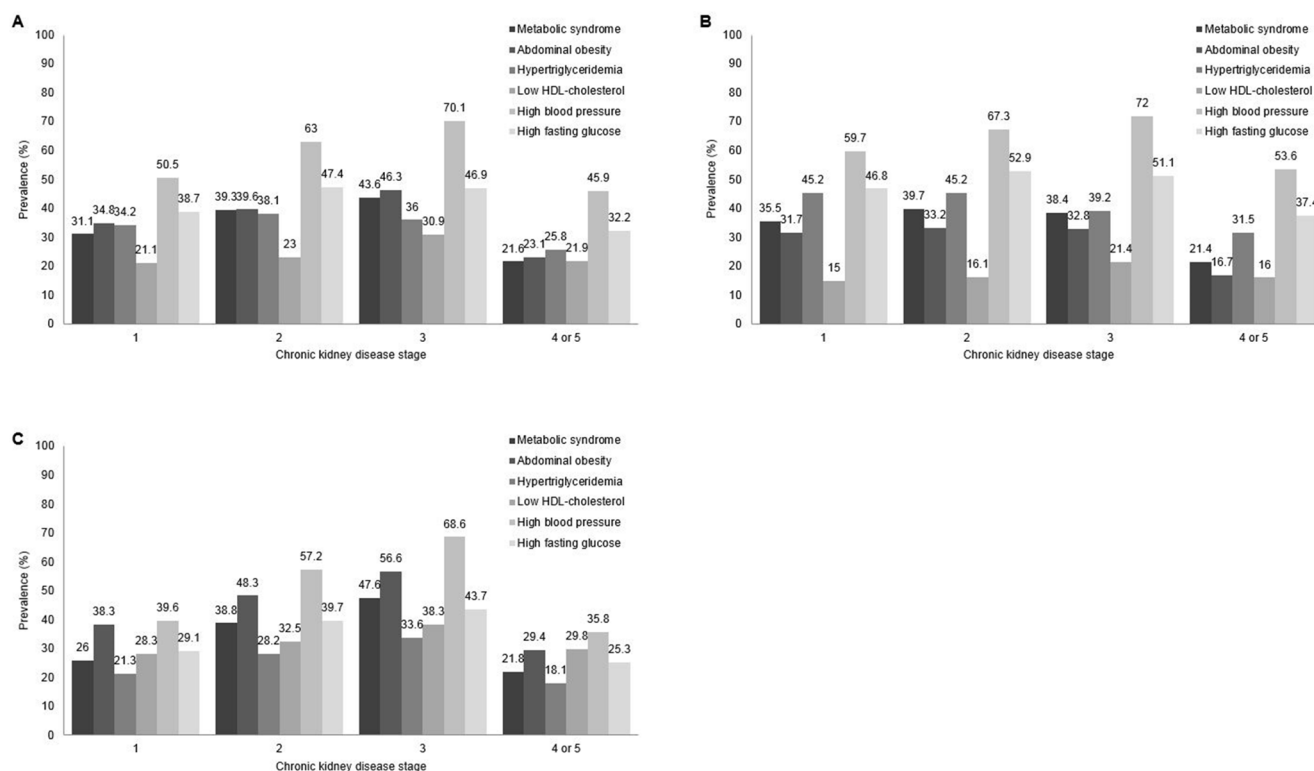 A
100
90
80
70
60
50
40
30
20
10
0
Prevalence (%)
Metabolic syndrome
Abdominal obesity
Hypertriglyceridemia
Low HDL-cholesterol
High blood pressure
High fasting glucose
31.1 34.8 34.2 21.1 50.5 38.7
39.3 39.6 38.1 23 63 47.4
43.6 46.3 36 30.9 70.1 46.9
21.6 23.1 25.8 21.9 45.9 32.2
1 2 3 4 or 5
Chronic kidney disease stage
B
100
90
80
70
60
50
40
30
20
10
0
Prevalence (%)
Metabolic syndrome
Abdominal obesity
Hypertriglyceridemia
Low HDL-cholesterol
High blood pressure
High fasting glucose
35.5 31.7 45.2 15 59.7 46.8
39.7 33.2 45.2 16.1 67.3 52.9
38.4 32.8 39.2 21.4 72 51.1
21.4 16.7 31.5 16 53.6 37.4
1 2 3 4 or 5
Chronic kidney disease stage
C
100
90
80
70
60
50
40
30
20
10
0
Prevalence (%)
Metabolic syndrome
Abdominal obesity
Hypertriglyceridemia
Low HDL-cholesterol
High blood pressure
High fasting glucose
26 38.3 21.3 28.3 39.6 29.1
38.8 48.3 28.2 32.5 57.2 39.7
47.6 56.6 33.6 38.3 68.6 43.7
21.8 29.4 18.1 29.8 35.8 25.3
1 2 3 4 or 5
Chronic kidney disease stage